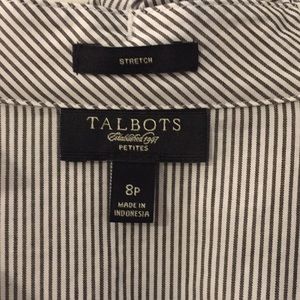 STRETCH
TALBOTS
Established 1947
PETITES
8P
MADE IN
INDONESIA